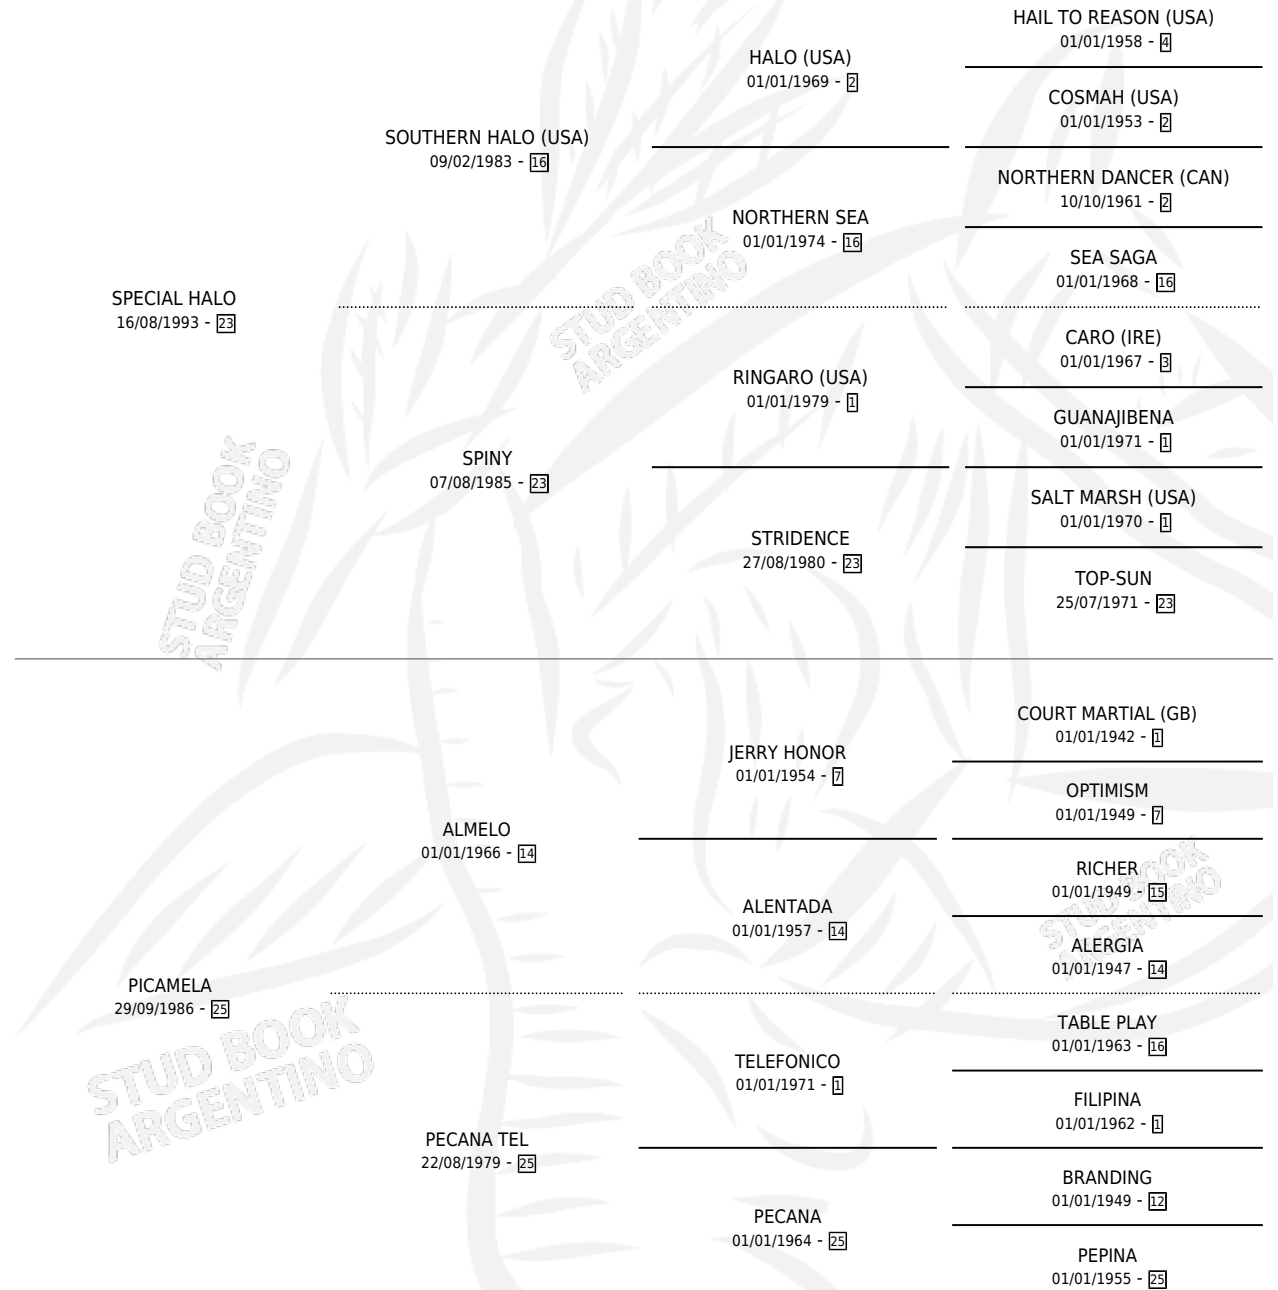 HAIL TO REASON (USA)
01/01/1958 - 4
HALO (USA)
01/01/1969 - 2
COSMAH (USA)
01/01/1953 - 2
SOUTHERN HALO (USA)
09/02/1983 - 16
NORTHERN DANCER (CAN)
10/10/1961 - 2
NORTHERN SEA
01/01/1974 - 16
SEA SAGA
01/01/1968 - 16
SPECIAL HALO
16/08/1993 - 23
CARO (IRE)
01/01/1967 - 3
RINGARO (USA)
01/01/1979 - 1
GUANAJIBENA
01/01/1971 - 1
SPINY
07/08/1985 - 23
SALT MARSH (USA)
01/01/1970 - 1
STRIDENCE
27/08/1980 - 23
TOP-SUN
25/07/1971 - 23
COURT MARTIAL (GB)
01/01/1942 - 1
JERRY HONOR
01/01/1954 - 7
OPTIMISM
01/01/1949 - 7
ALMELO
01/01/1966 - 14
RICHER
01/01/1949 - 15
ALENTADA
01/01/1957 - 14
ALERGIA
01/01/1947 - 14
PICAMELA
29/09/1986 - 25
TABLE PLAY
01/01/1963 - 16
TELEFONICO
01/01/1971 - 1
FILIPINA
01/01/1962 - 1
PECANA TEL
22/08/1979 - 25
BRANDING
01/01/1949 - 12
PECANA
01/01/1964 - 25
PEPINA
01/01/1955 - 25
STUD BOOK
ARGENTINO
STUD BOOK
ARGENTINO
STUD BOOK
ARGENTINO
STUD BOOK
ARGENTINO